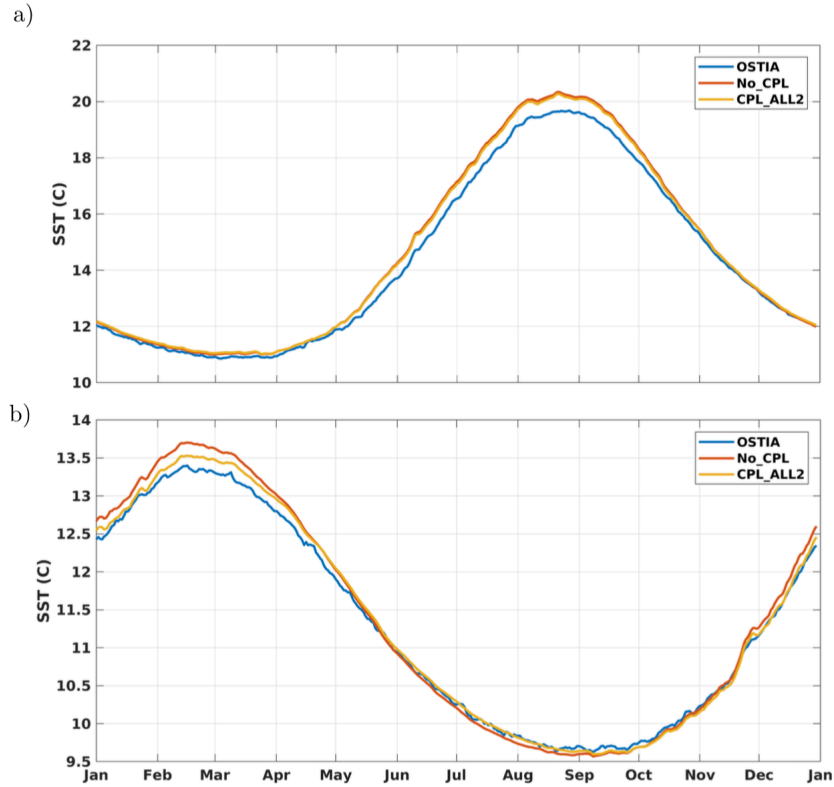 a)
22
20
18
16
14
12
10
SST (C)
OSTIA
No_CPL
CPL_ALL2
b)
14
13.5
13
12.5
12
11.5
11
10.5
10
9.5
SST (C)
OSTIA
No_CPL
CPL_ALL2
Jan Feb Mar Apr May Jun Jul Aug Sep Oct Nov Dec Jan